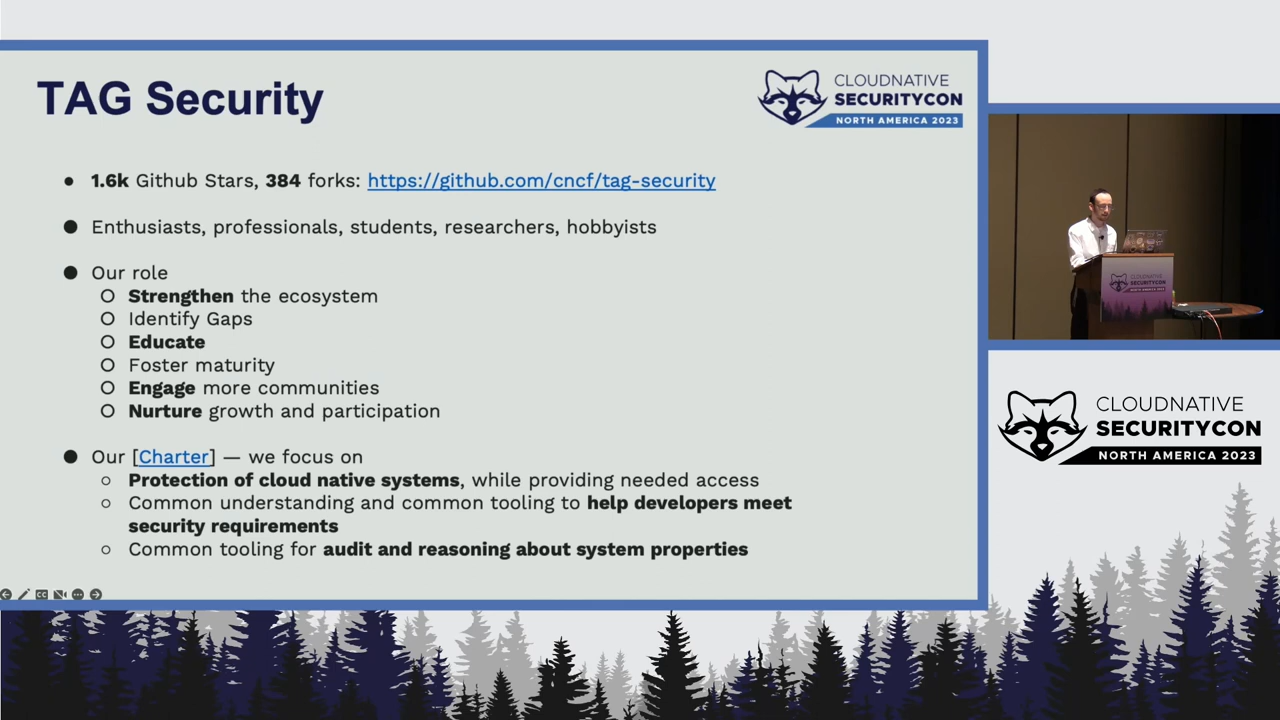 TAG Security
CLOUDNATIVE
SECURITYCON
NORTH AMERICA 2023
● 1.6k Github Stars, 384 forks: https://github.com/cncf/tag-security
● Enthusiasts, professionals, students, researchers, hobbyists
● Our role
○ Strengthen the ecosystem
○ Identify Gaps
○ Educate
○ Foster maturity
○ Engage more communities
○ Nurture growth and participation
● Our [Charter] — we focus on
○ Protection of cloud native systems, while providing needed access
○ Common understanding and common tooling to help developers meet
security requirements
○ Common tooling for audit and reasoning about system properties
CC
CLOUDNATIVE
SECURITYCON
CLOUDNATIVE
SECURITYCON
NORTH AMERICA 2023